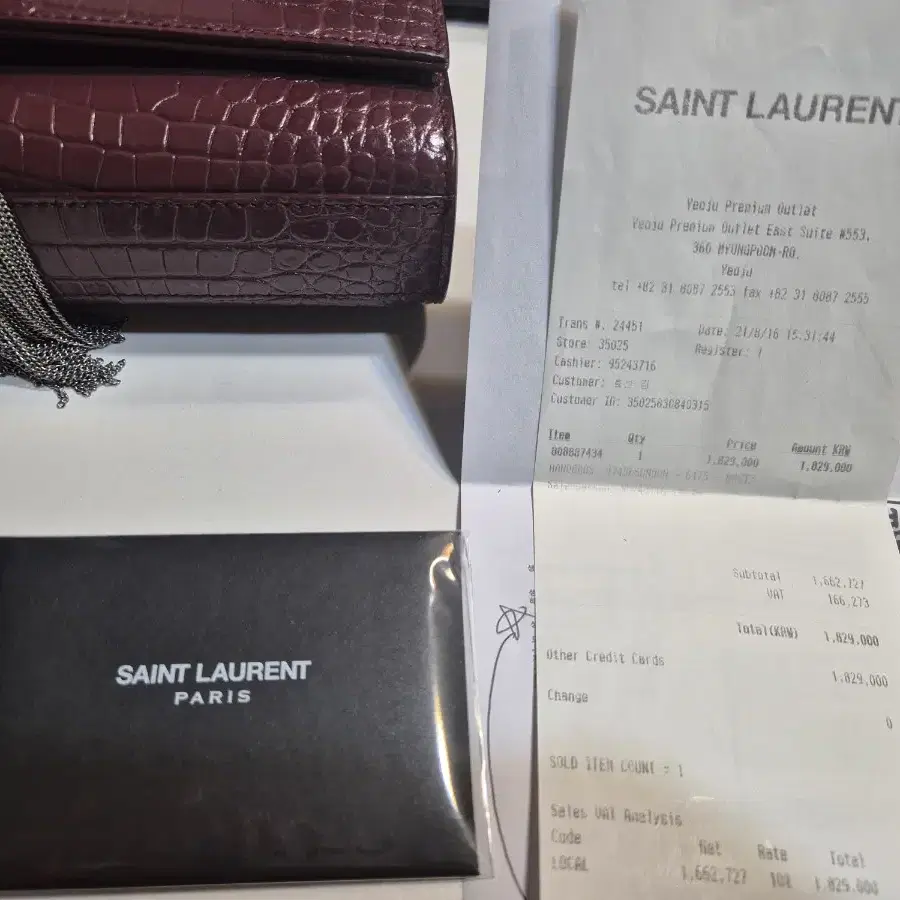 SAINT LAURENT
Yeoju Premium Outlet
Yeoju Premium Outlet East Suite #553,
360 MYUNGPOOM-RO,
Yeoju
tel +82 31 8087 2553 Fax +82 31 8087 2555
Trans #. 24451 Date: 21/8/16 15:31:44
Store: 35025 Register: 1
Cashier: 95243716
Customer:
Customer ID: 35025630840315
Item Qty Price Amount KRW
000687434 1 1,829,000 1,829,000
Subtotal 1,662,727
VAT 166,273
Total(KRW) 1,829,000
Other Credit Cards
1,829,000
Change
0
SOLD ITEM COUNT = 1
Sales VAT Analysis
Code Net Rate Total
LOCAL 1,662,727 10% 1,829,000
SAINT LAURENT
PARIS